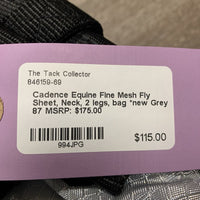 The Tack Collector
846159-69
Cadence Equine Fine Mesh Fly
Sheet, Neck, 2 legs, bag *new Grey
87 MSRP: $175.00
994JPG
$115.00